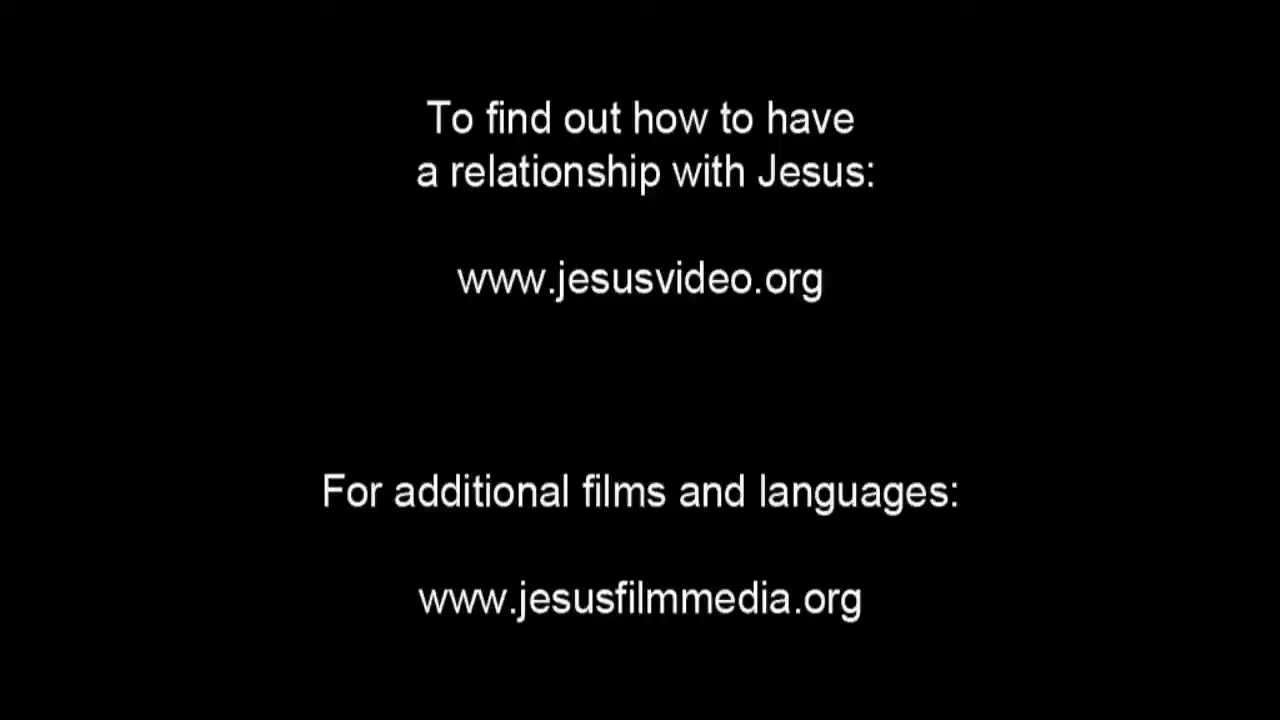 To find out how to have
a relationship with Jesus:
www.jesusvideo.org
For additional films and languages:
www.jesusfilmmedia.org